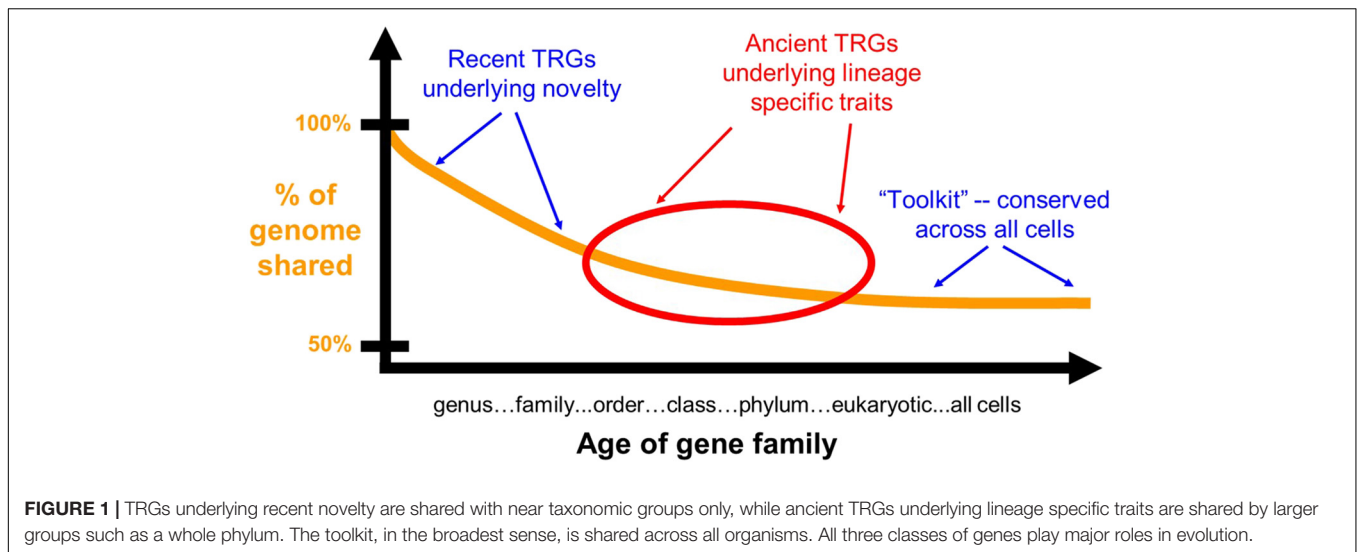 Recent TRGs
underlying novelty
Ancient TRGs
underlying lineage
specific traits
100%
% of
genome
shared
“Toolkit” -- conserved
across all cells
50%
genus…family...order…class…phylum…eukaryotic...all cells
Age of gene family
FIGURE 1 | TRGs underlying recent novelty are shared with near taxonomic groups only, while ancient TRGs underlying lineage specific traits are shared by larger
groups such as a whole phylum. The toolkit, in the broadest sense, is shared across all organisms. All three classes of genes play major roles in evolution.